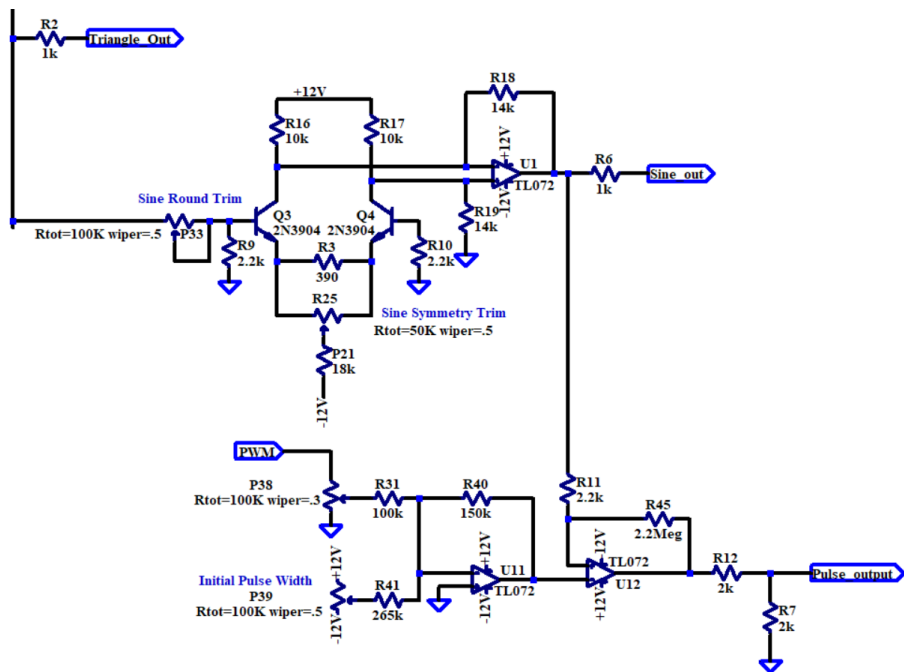 R2
1k
Triangle_Out
+12V
R16
10k
R17
10k
R18
14k
+12V
U1
TL072
-12V
R6
1k
Sine_out
Sine Round Trim
P33
Rtot=100K wiper=.5
Q3
2N3904
Q4
2N3904
R19
14k
R9
2.2k
R3
390
R10
2.2k
R25
Sine Symmetry Trim
Rtot=50K wiper=.5
P21
18k
-12V
PWM
P38
Rtot=100K wiper=.3
R31
100k
R40
150k
R11
2.2k
R45
2.2Meg
Initial Pulse Width
P39
Rtot=100K wiper=.5
+12V
-12V
R41
265k
+12V
U11
TL072
-12V
-12V
TL072
U12
+12V
R12
2k
Pulse_output
R7
2k